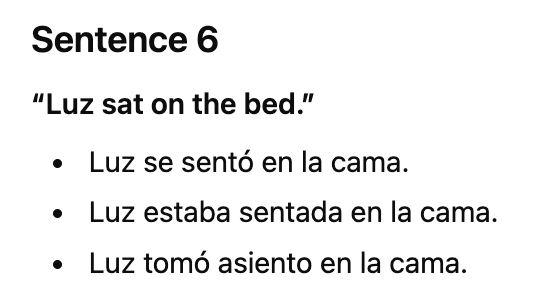 Sentence 6
“Luz sat on the bed.”
• Luz se sentó en la cama.
• Luz estaba sentada en la cama.
• Luz tomó asiento en la cama.